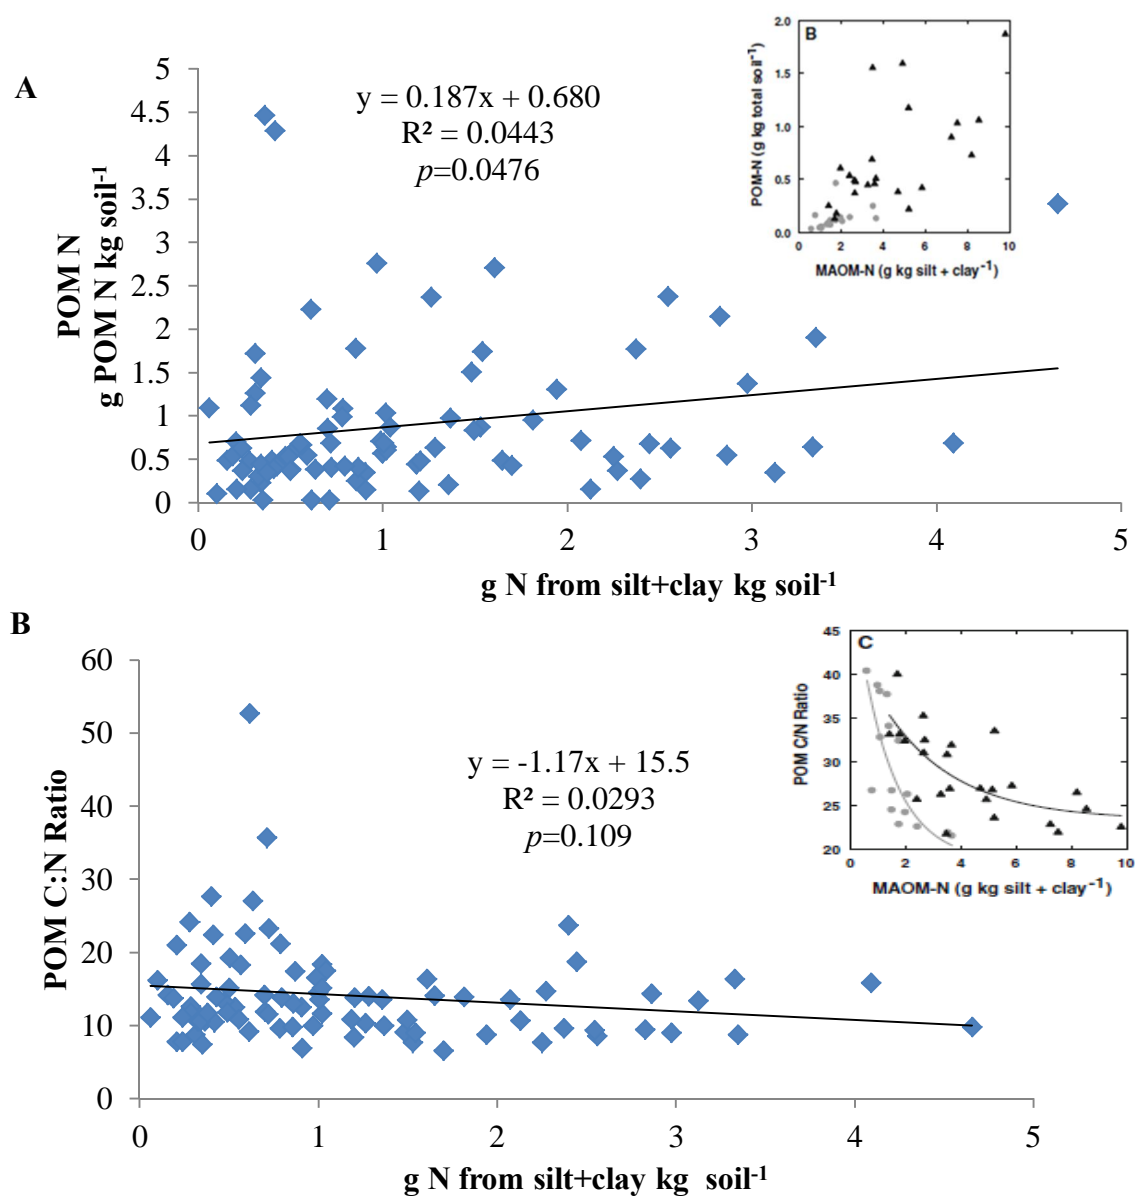 A
POM N
g POM N kg soil-1
5
4.5
4
3.5
3
2.5
2
1.5
1
0.5
0
y = 0.187x + 0.680
R² = 0.0443
p=0.0476
0 1 2 3 4 5
g N from silt+clay kg soil-1
B
POM-N (g kg total soil-1)
2.0
1.5
1.0
0.5
0.0
0 2 4 6 8 10
MAOM-N (g kg silt + clay-1)
B
POM C:N Ratio
60
50
40
30
20
10
0
y = -1.17x + 15.5
R² = 0.0293
p=0.109
0 1 2 3 4 5
g N from silt+clay kg soil-1
C
POM C/N Ratio
45
40
35
30
25
20
0 2 4 6 8 10
MAOM-N (g kg silt + clay-1)